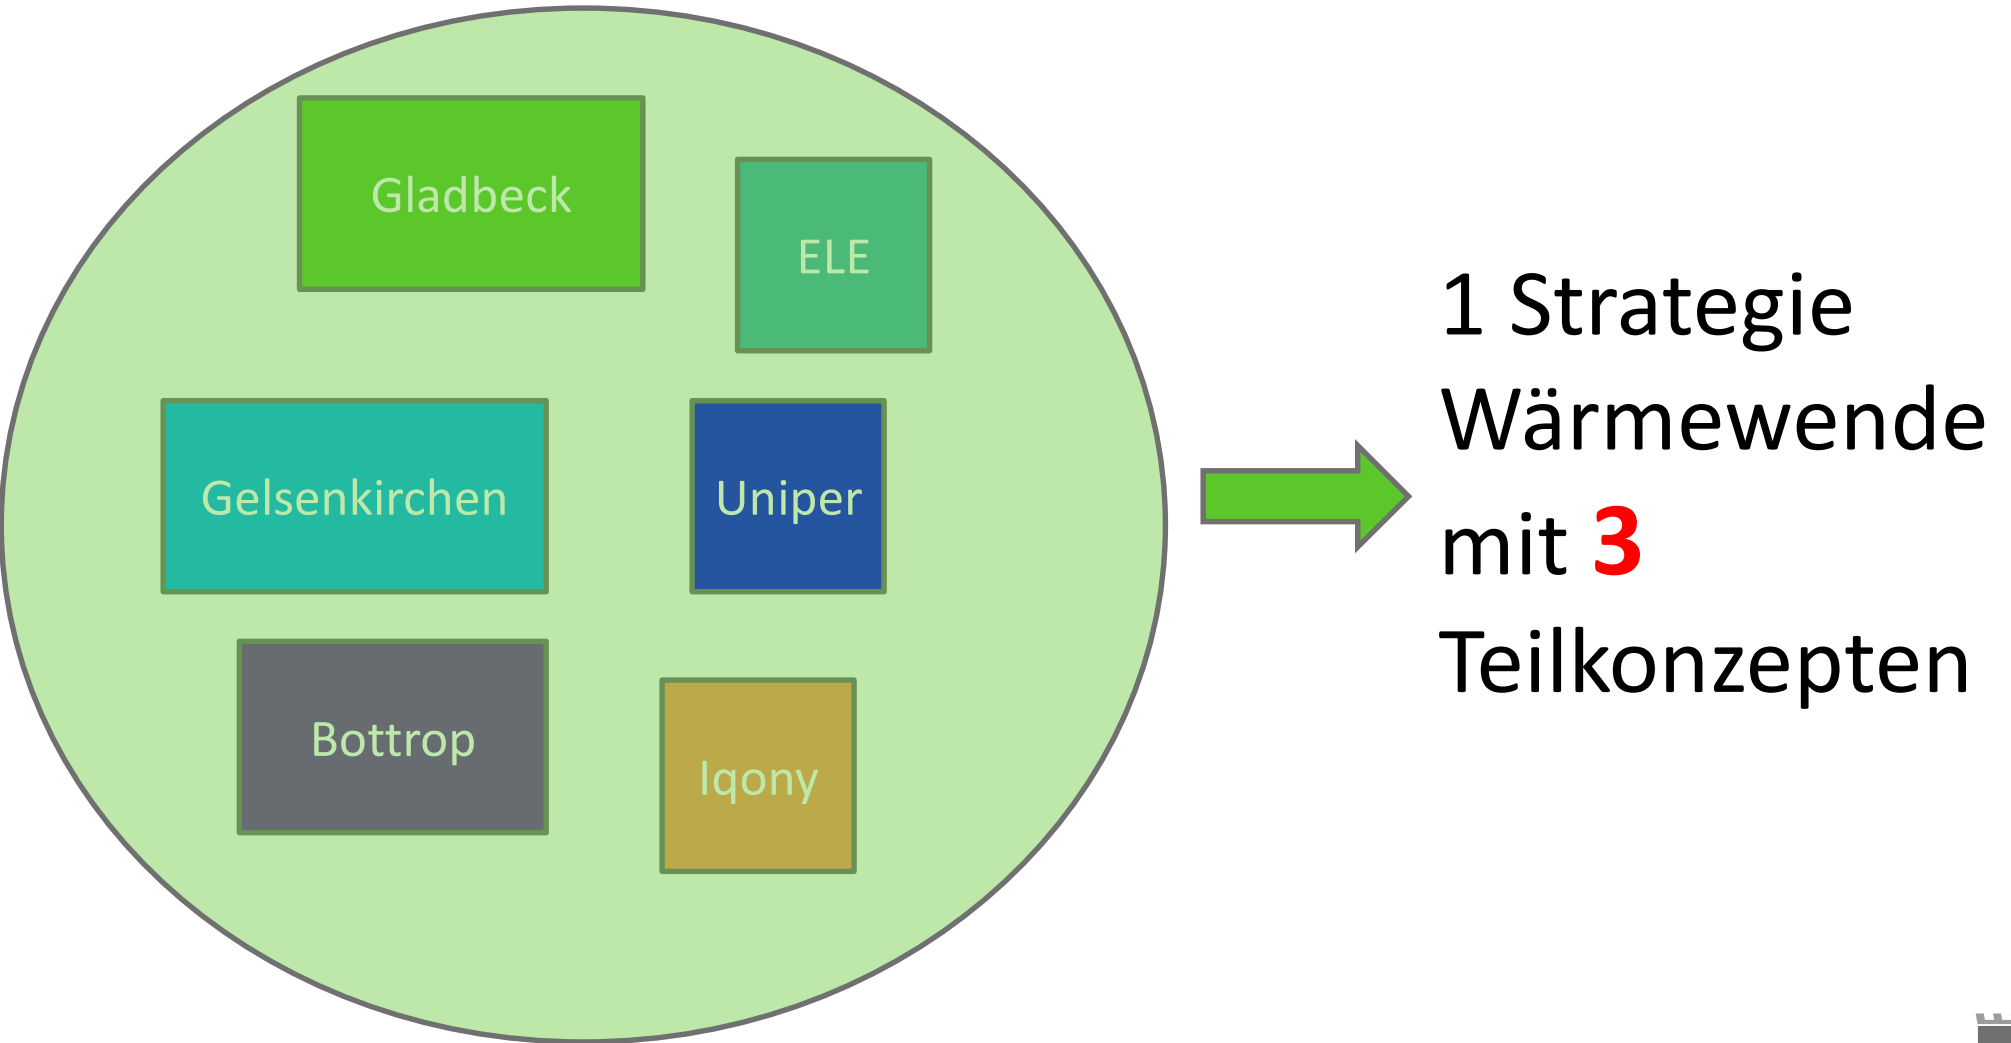 Gladbeck
ELE
Gelsenkirchen
Uniper
Bottrop
Iqony
1 Strategie
Wärmewende
mit 3
Teilkonzepten